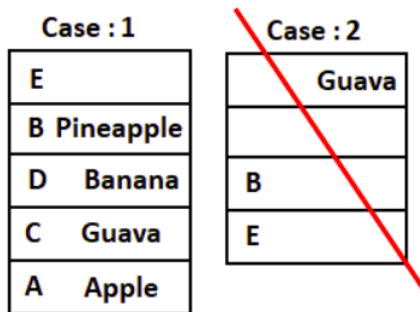 Case : 1
E
B Pineapple
D Banana
C Guava
A Apple
Case : 2
Guava
B
E